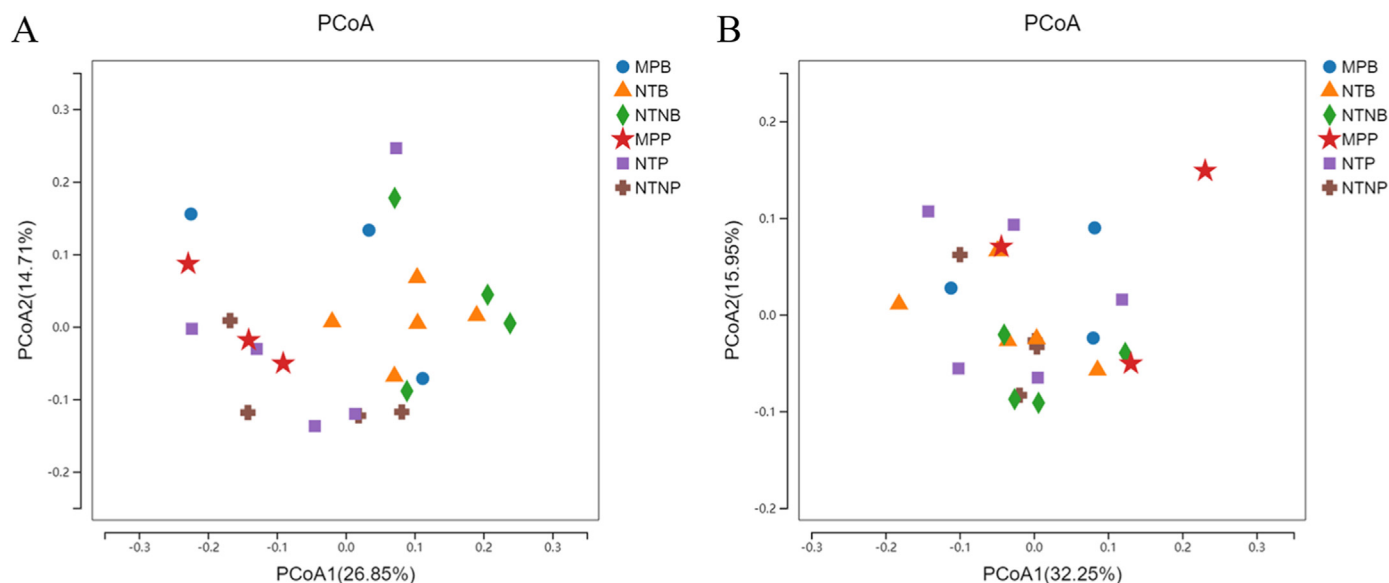 A
PCoA
MPB
NTB
NTNB
MPP
NTP
NTNP
0.3
0.2
0.1
0.0
-0.1
-0.2
PCoA2(14.71%)
-0.3
-0.2
-0.1
0.0
0.1
0.2
0.3
PCoA1(26.85%)
B
PCoA
MPB
NTB
NTNB
MPP
NTP
NTNP
0.2
0.1
0.0
-0.1
-0.2
PCoA2(15.95%)
-0.3
-0.2
-0.1
0.0
0.1
0.2
0.3
PCoA1(32.25%)